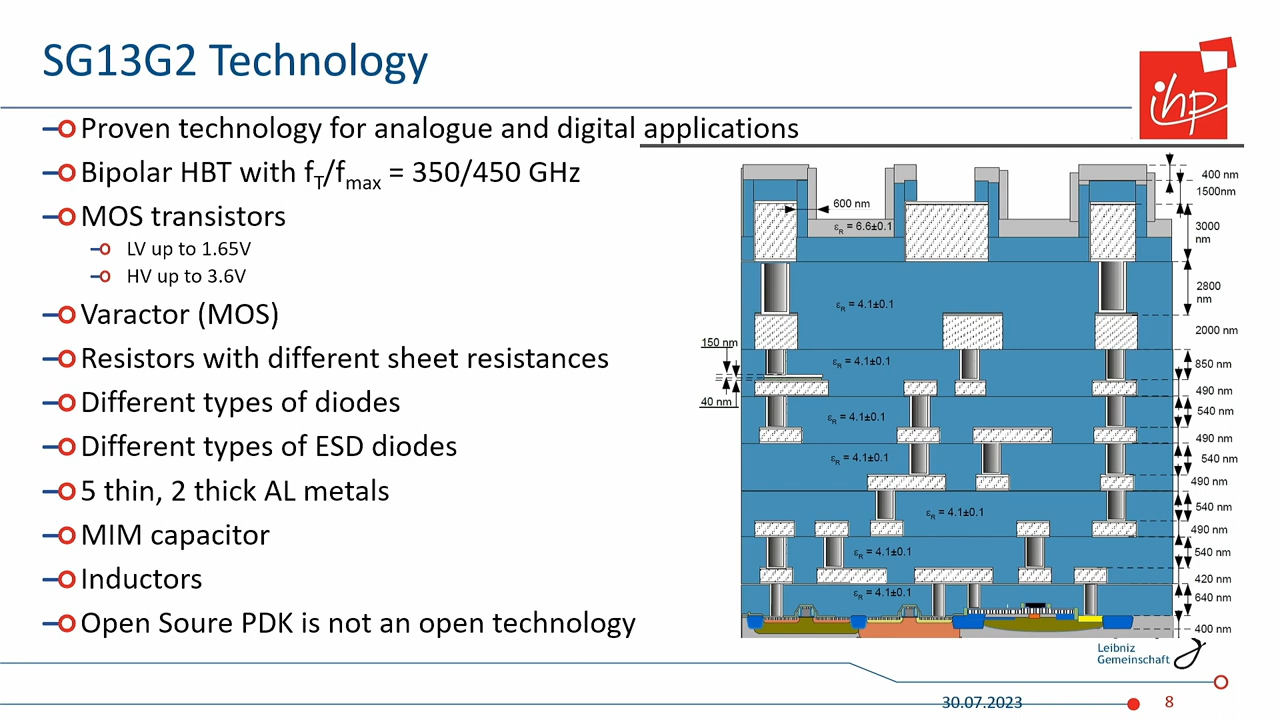 SG13G2 Technology
ihp
Proven technology for analogue and digital applications
Bipolar HBT with fT/fmax = 350/450 GHz
MOS transistors
LV up to 1.65V
HV up to 3.6V
Varactor (MOS)
Resistors with different sheet resistances
Different types of diodes
Different types of ESD diodes
5 thin, 2 thick AL metals
MIM capacitor
Inductors
Open Soure PDK is not an open technology
400 nm
1500nm
600 nm
εR = 6.6±0.1
3000
nm
εR = 4.1±0.1
2800
nm
2000 nm
150 nm
εR = 4.1±0.1
850 nm
490 nm
40 nm
εR = 4.1±0.1
540 nm
490 nm
εR = 4.1±0.1
540 nm
490 nm
εR = 4.1±0.1
540 nm
490 nm
εR = 4.1±0.1
540 nm
420 nm
εR = 4.1±0.1
640 nm
400 nm
Leibniz
Gemeinschaft
30.07.2023
8